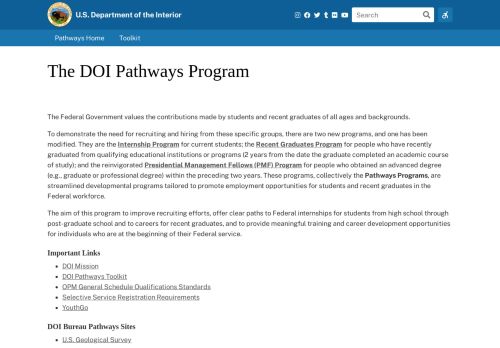 U.S. Department of the Interior
Search
Pathways Home Toolkit
The DOI Pathways Program
The Federal Government values the contributions made by students and recent graduates of all ages and backgrounds.
To demonstrate the need for recruiting and hiring from these specific groups, there are two new programs, and one has been
modified. They are the Internship Program for current students; the Recent Graduates Program for people who have recently
graduated from qualifying educational institutions or programs (2 years from the date the graduate completed an academic course
of study); and the reinvigorated Presidential Management Fellows (PMF) Program for people who obtained an advanced degree
(e.g., graduate or professional degree) within the preceding two years. These programs, collectively the Pathways Programs, are
streamlined developmental programs tailored to promote employment opportunities for students and recent graduates in the
Federal workforce.
The aim of this program to improve recruiting efforts, offer clear paths to Federal internships for students from high school through
post-graduate school and to careers for recent graduates, and to provide meaningful training and career development opportunities
for individuals who are at the beginning of their Federal service.
Important Links
DOI Mission
DOI Pathways Toolkit
OPM General Schedule Qualifications Standards
Selective Service Registration Requirements
YouthGo
DOI Bureau Pathways Sites
U.S. Geological Survey